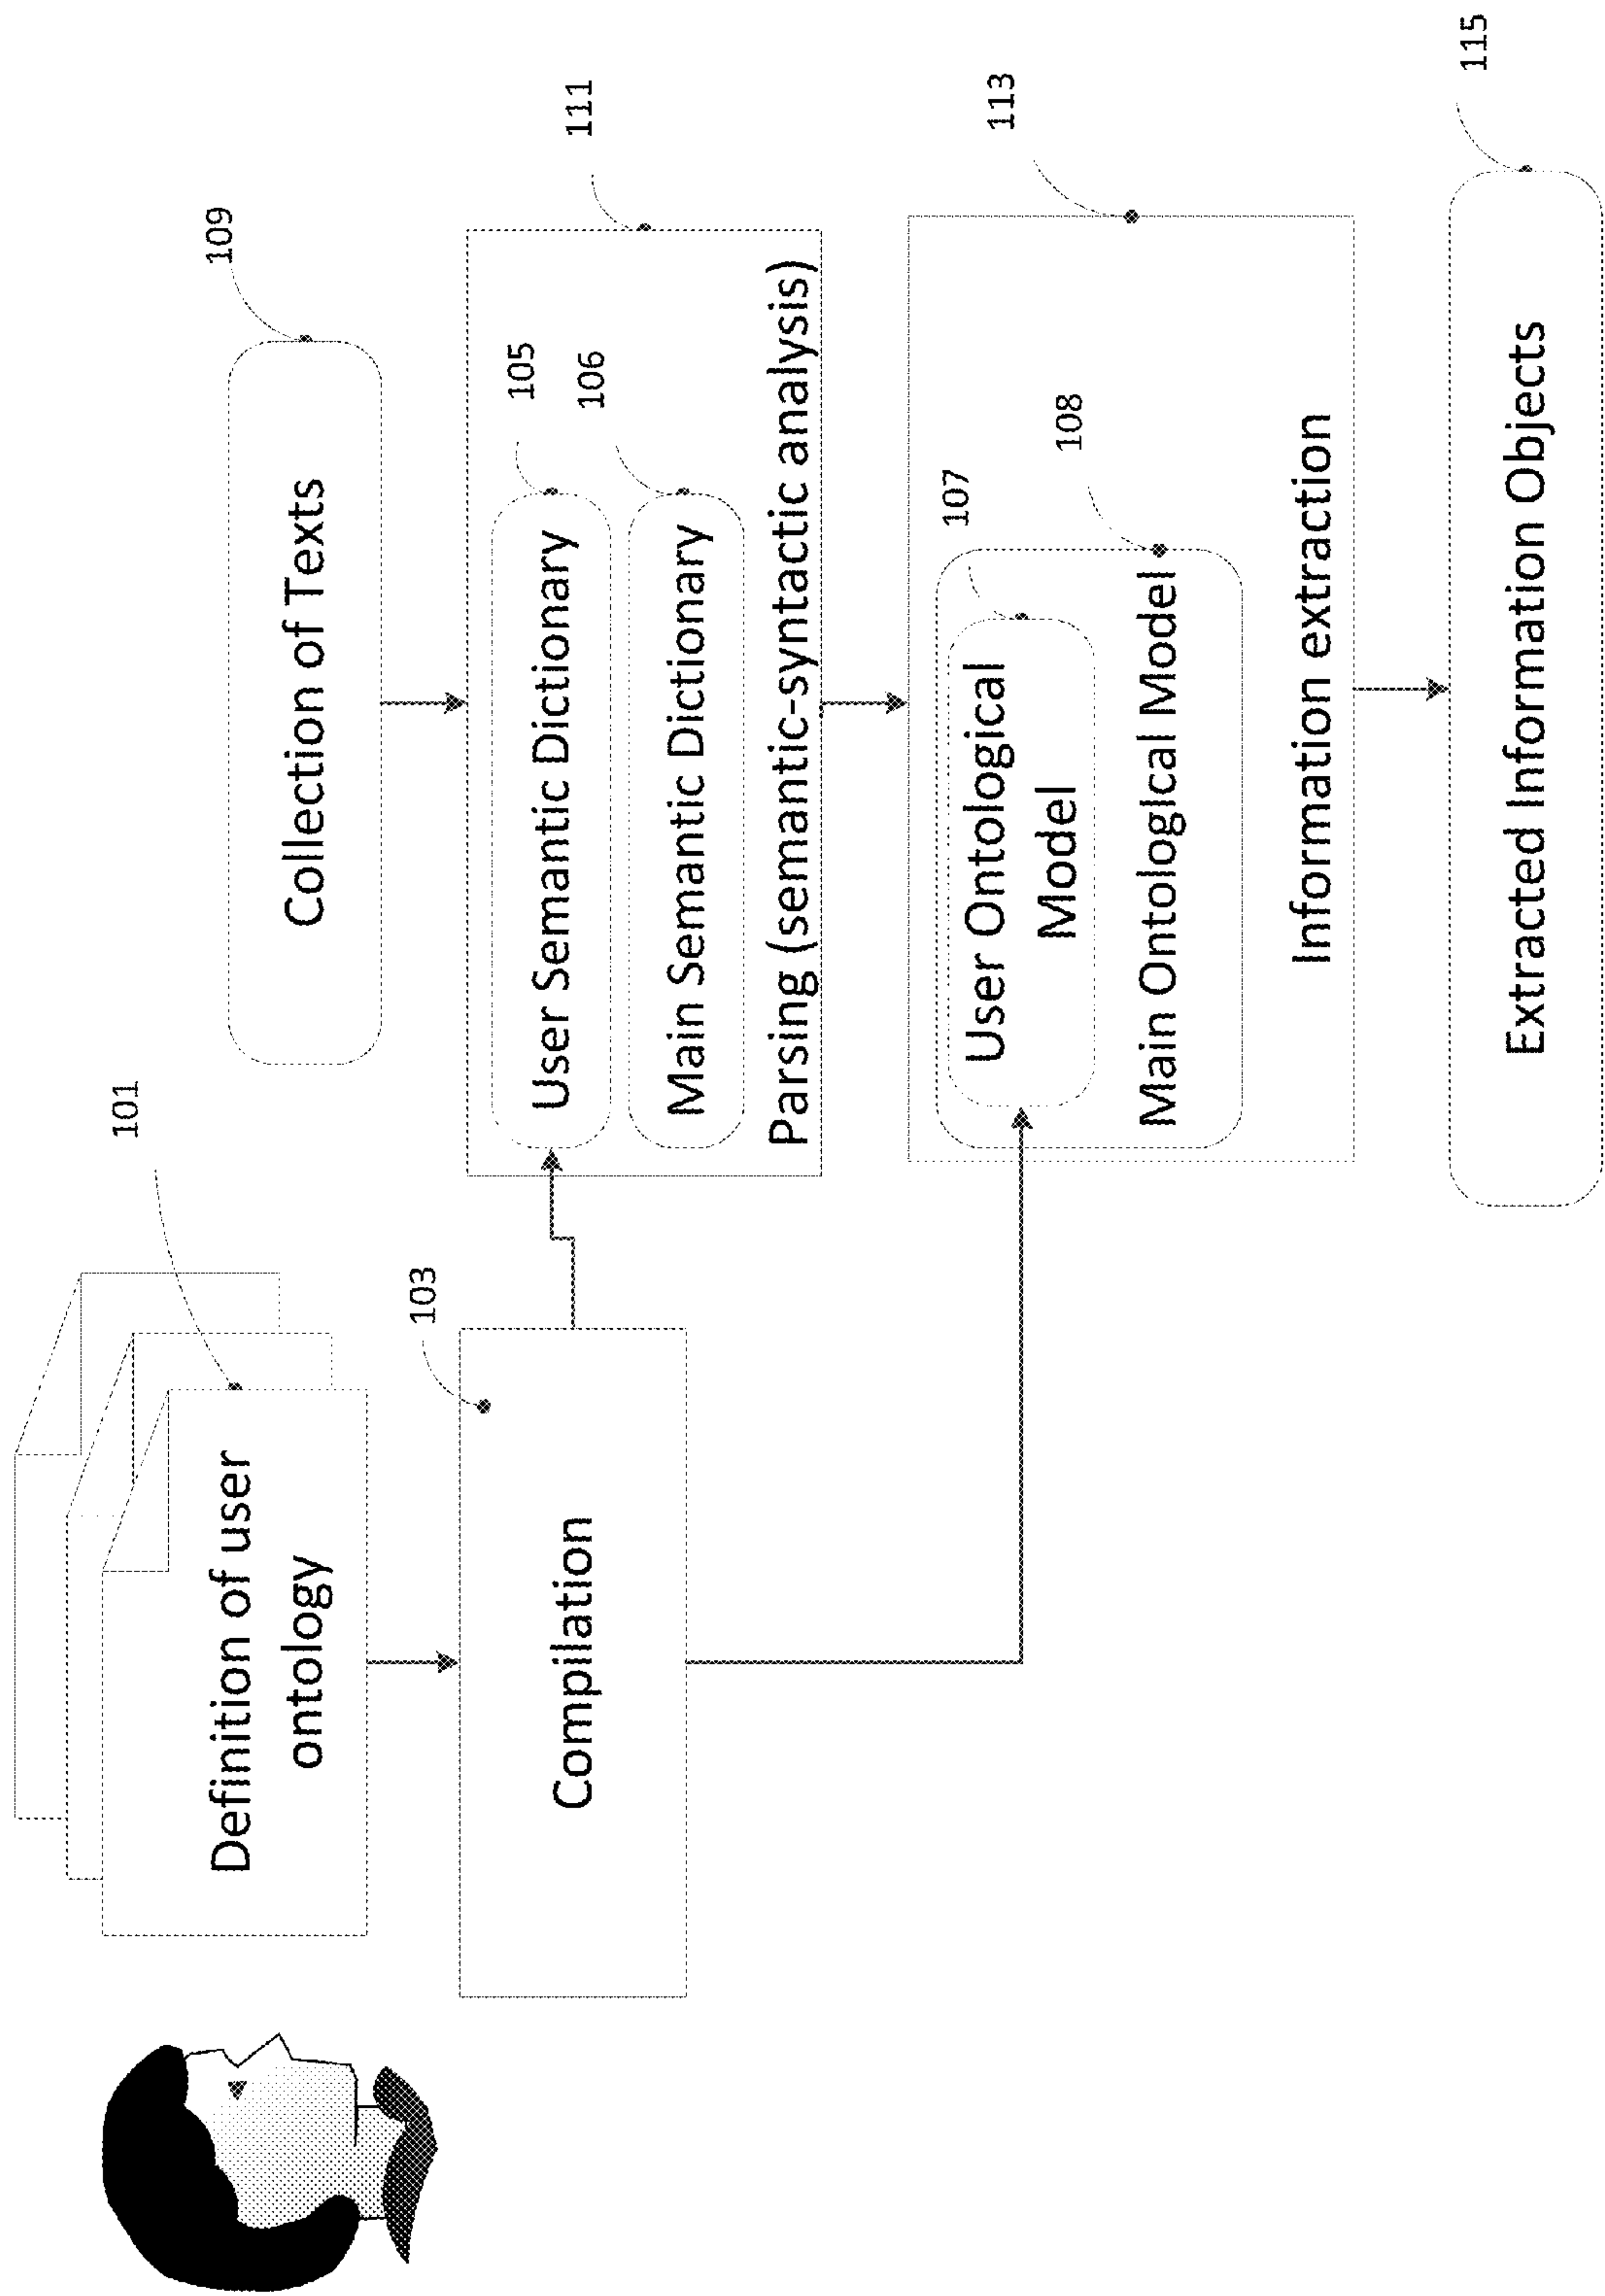 101
Definition of user
ontology
103
Compilation
109
Collection of Texts
111
105
User Semantic Dictionary
106
Main Semantic Dictionary
Parsing (semantic-syntactic analysis)
113
107
User Ontological
Model
108
Main Ontological Model
Information extraction
115
Extracted Information Objects